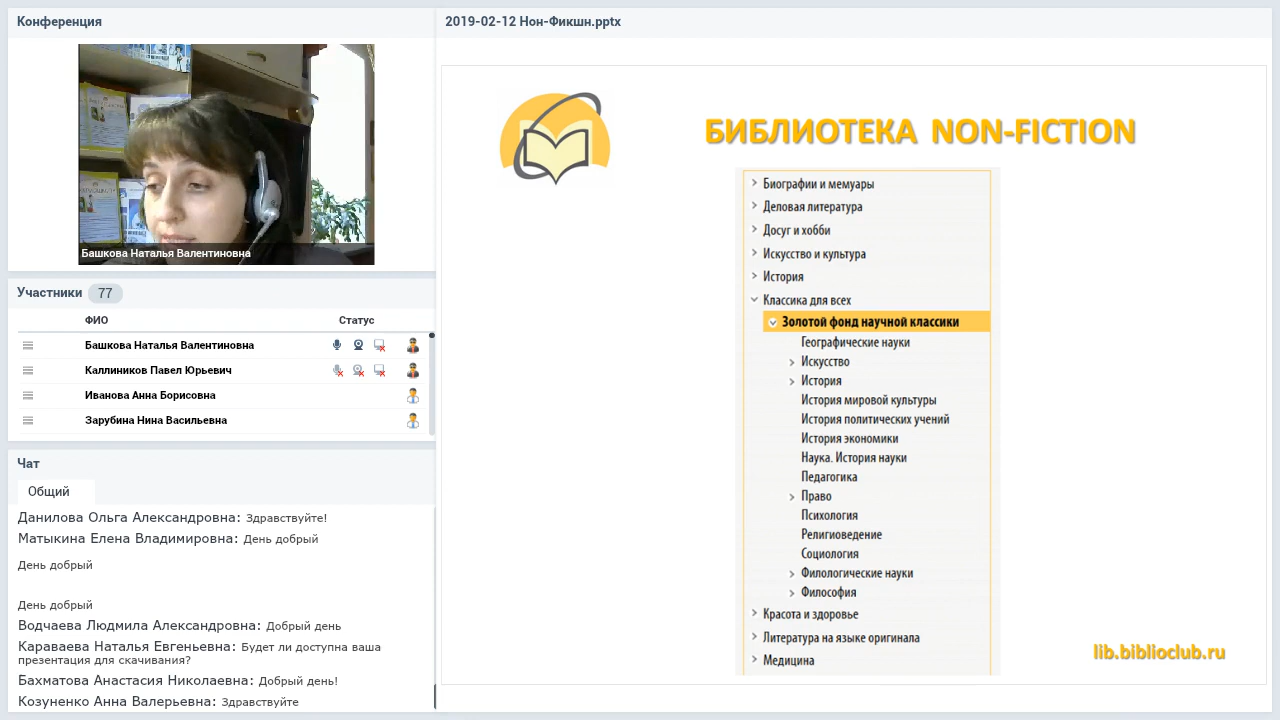 Конференция
Башкова Наталья Валентиновна
Участники 77
ФИО Статус
Башкова Наталья Валентиновна
Каллиников Павел Юрьевич
Иванова Анна Борисовна
Зарубина Нина Васильевна
Чат
Общий
Данилова Ольга Александровна: Здравствуйте!
Матыкина Елена Владимировна: День добрый
День добрый
День добрый
Водчаева Людмила Александровна: Добрый день
Караваева Наталья Евгеньевна: Будет ли доступна ваша
презентация для скачивания?
Бахматова Анастасия Николаевна: Добрый день!
Козуненко Анна Валерьевна: Здравствуйте
2019-02-12 Нон-Фикшн.pptx
БИБЛИОТЕКА NON-FICTION
Биографии и мемуары
Деловая литература
Досуг и хобби
Искусство и культура
История
Классика для всех
Золотой фонд научной классики
Географические науки
Искусство
История
История мировой культуры
История политических учений
История экономики
Наука. История науки
Педагогика
Право
Психология
Религиоведение
Социология
Филологические науки
Философия
Красота и здоровье
Литература на языке оригинала
Медицина
lib.biblioclub.ru